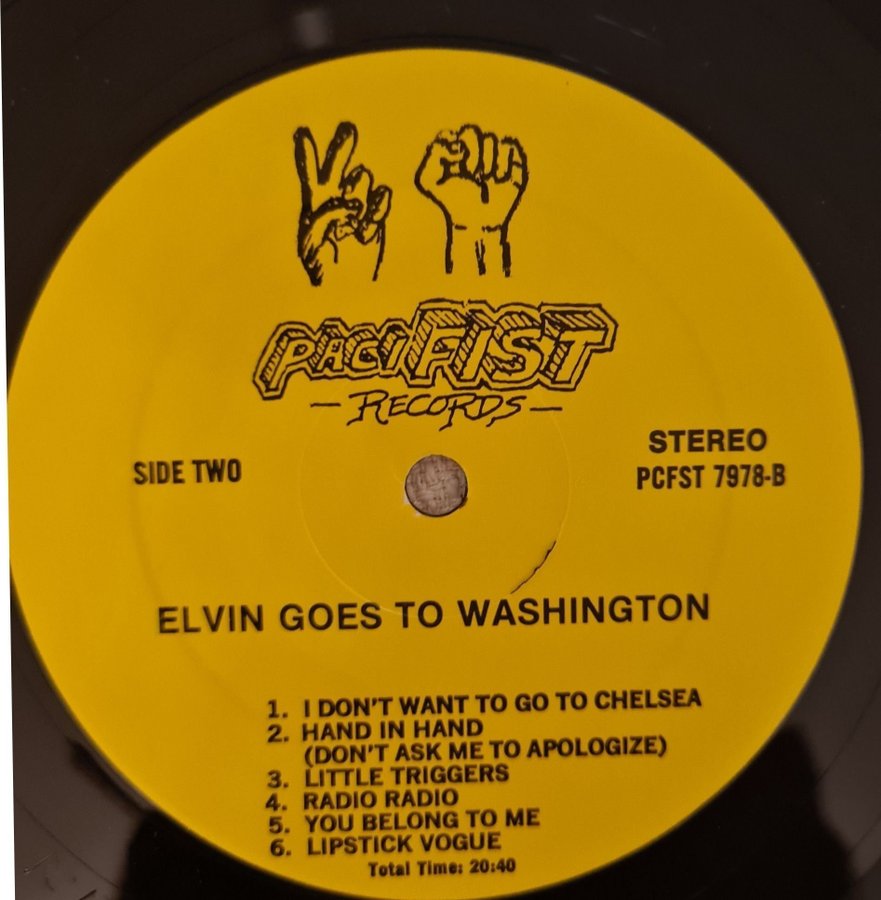 PACIFIST
— RECORDS —
STEREO
SIDE TWO
PCFST 7978-B
ELVIN GOES TO WASHINGTON
1. I DON'T WANT TO GO TO CHELSEA
2. HAND IN HAND
(DON'T ASK ME TO APOLOGIZE)
3. LITTLE TRIGGERS
4. RADIO RADIO
5. YOU BELONG TO ME
6. LIPSTICK VOGUE
Total Time: 20:40